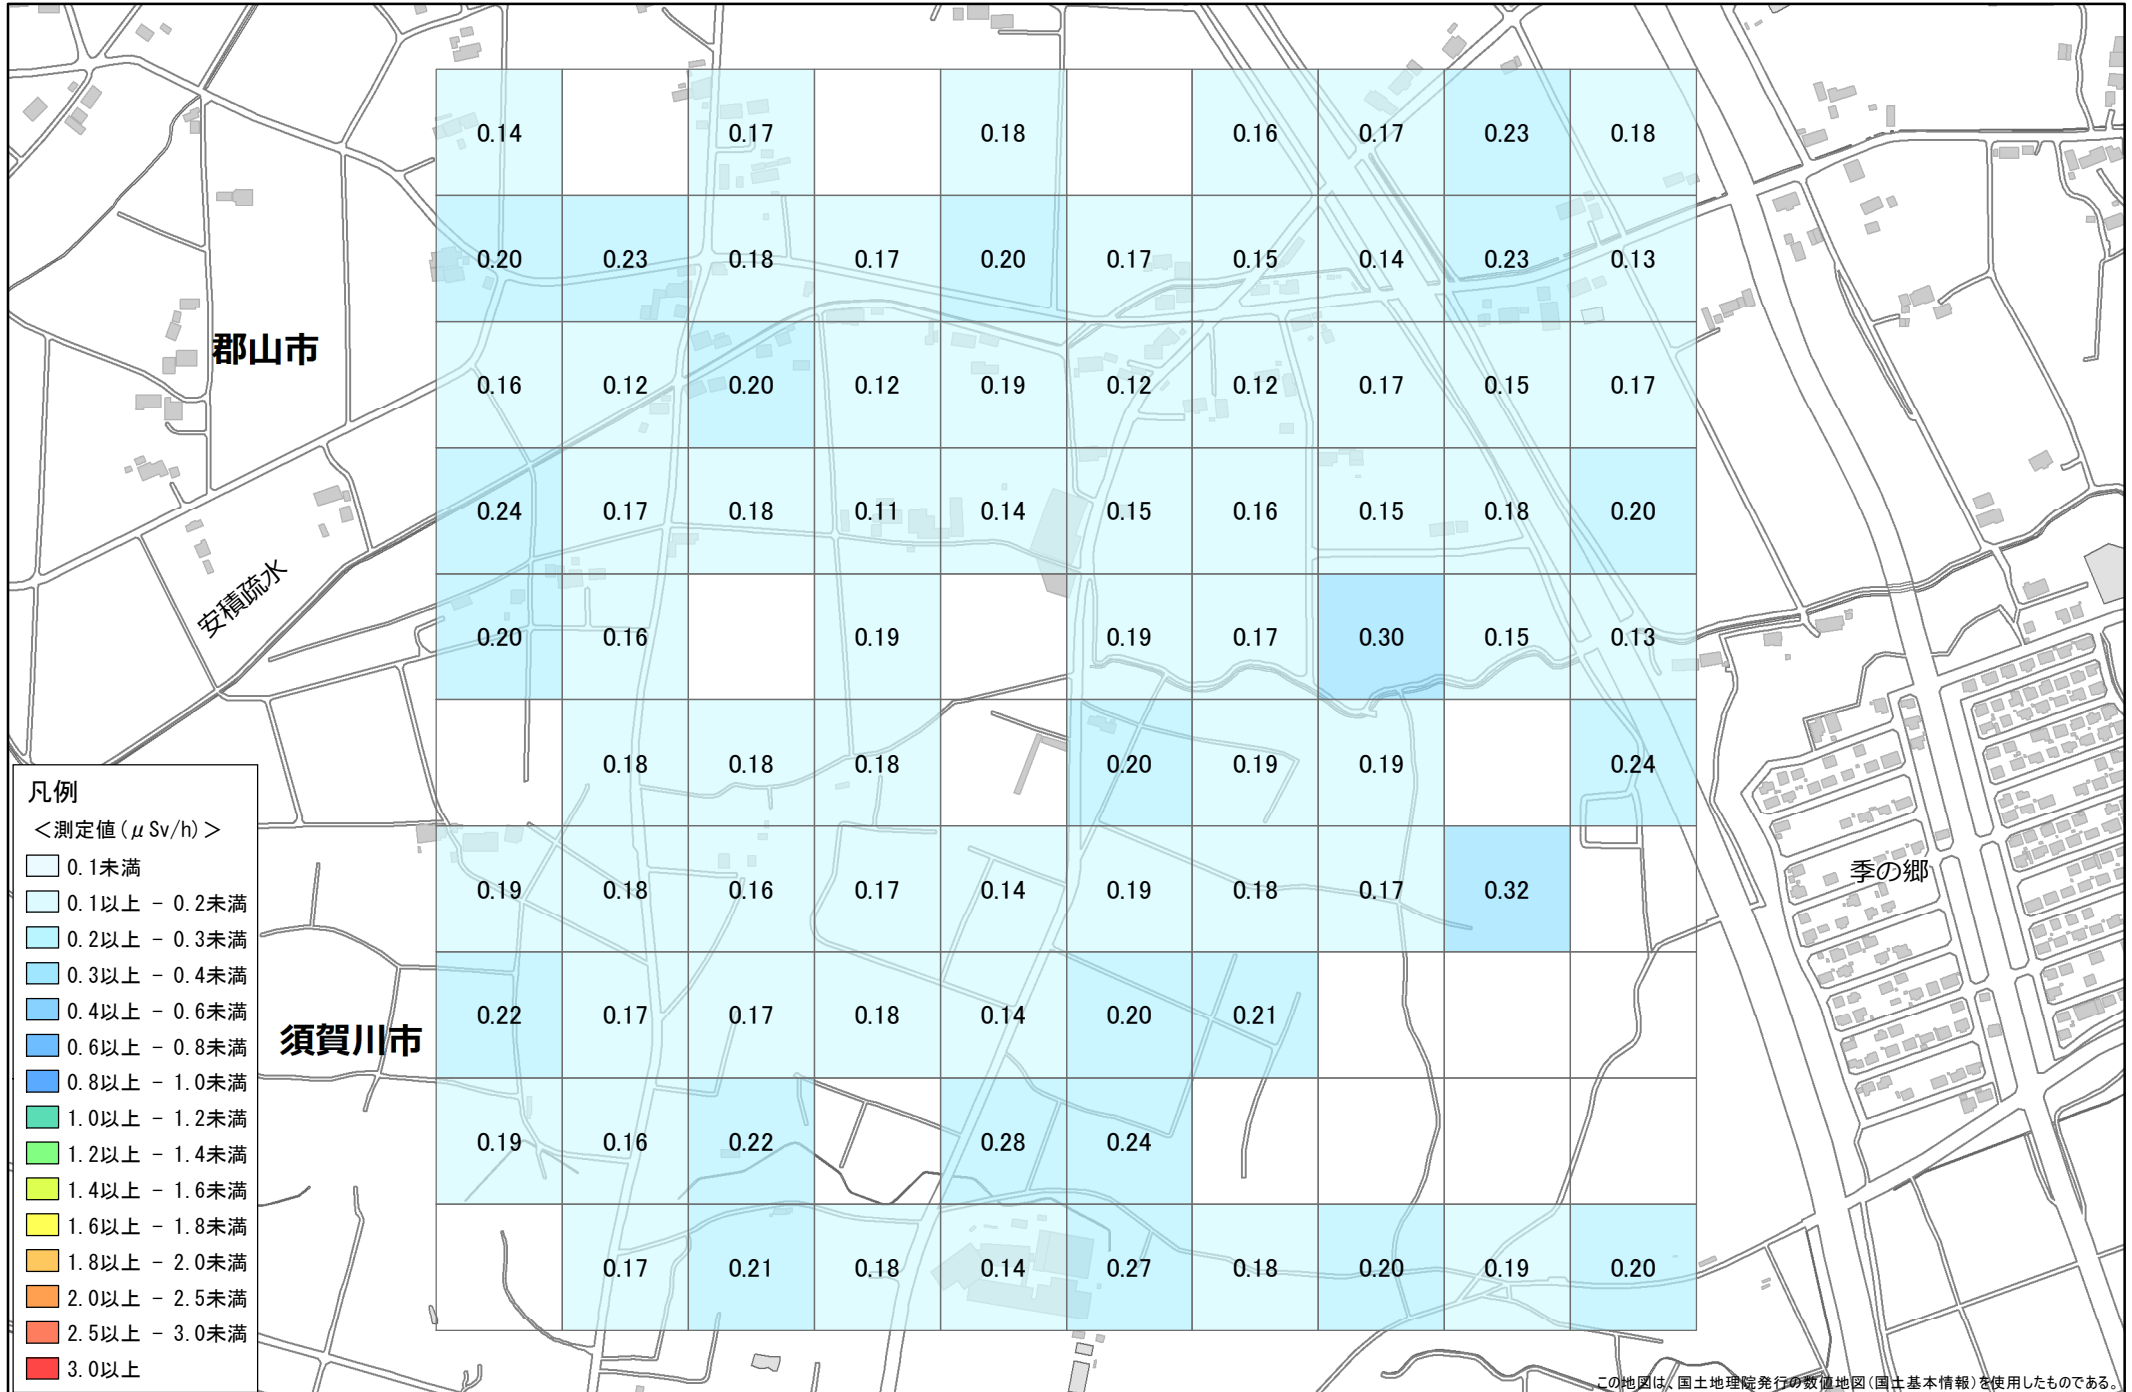 0.14 0.17 0.18 0.16 0.17 0.23 0.18
0.20 0.23 0.18 0.17 0.20 0.17 0.15 0.14 0.23 0.13
郡山市
0.16 0.12 0.20 0.12 0.19 0.12 0.12 0.17 0.15 0.17
0.24 0.17 0.18 0.11 0.14 0.15 0.16 0.15 0.18 0.20
安積疏水
0.20 0.16 0.19 0.19 0.17 0.30 0.15 0.13
0.18 0.18 0.18 0.20 0.19 0.19 0.24
0.19 0.18 0.16 0.17 0.14 0.19 0.18 0.17 0.32
季の郷
0.22 0.17 0.17 0.18 0.14 0.20 0.21
須賀川市
0.19 0.16 0.22 0.28 0.24
0.17 0.21 0.18 0.14 0.27 0.18 0.20 0.19 0.20
凡例
＜測定値(μSv/h)＞
0.1未満
0.1以上 - 0.2未満
0.2以上 - 0.3未満
0.3以上 - 0.4未満
0.4以上 - 0.6未満
0.6以上 - 0.8未満
0.8以上 - 1.0未満
1.0以上 - 1.2未満
1.2以上 - 1.4未満
1.4以上 - 1.6未満
1.6以上 - 1.8未満
1.8以上 - 2.0未満
2.0以上 - 2.5未満
2.5以上 - 3.0未満
3.0以上
この地図は、国土地理院発行の数値地図(国土基本情報)を使用したものである。